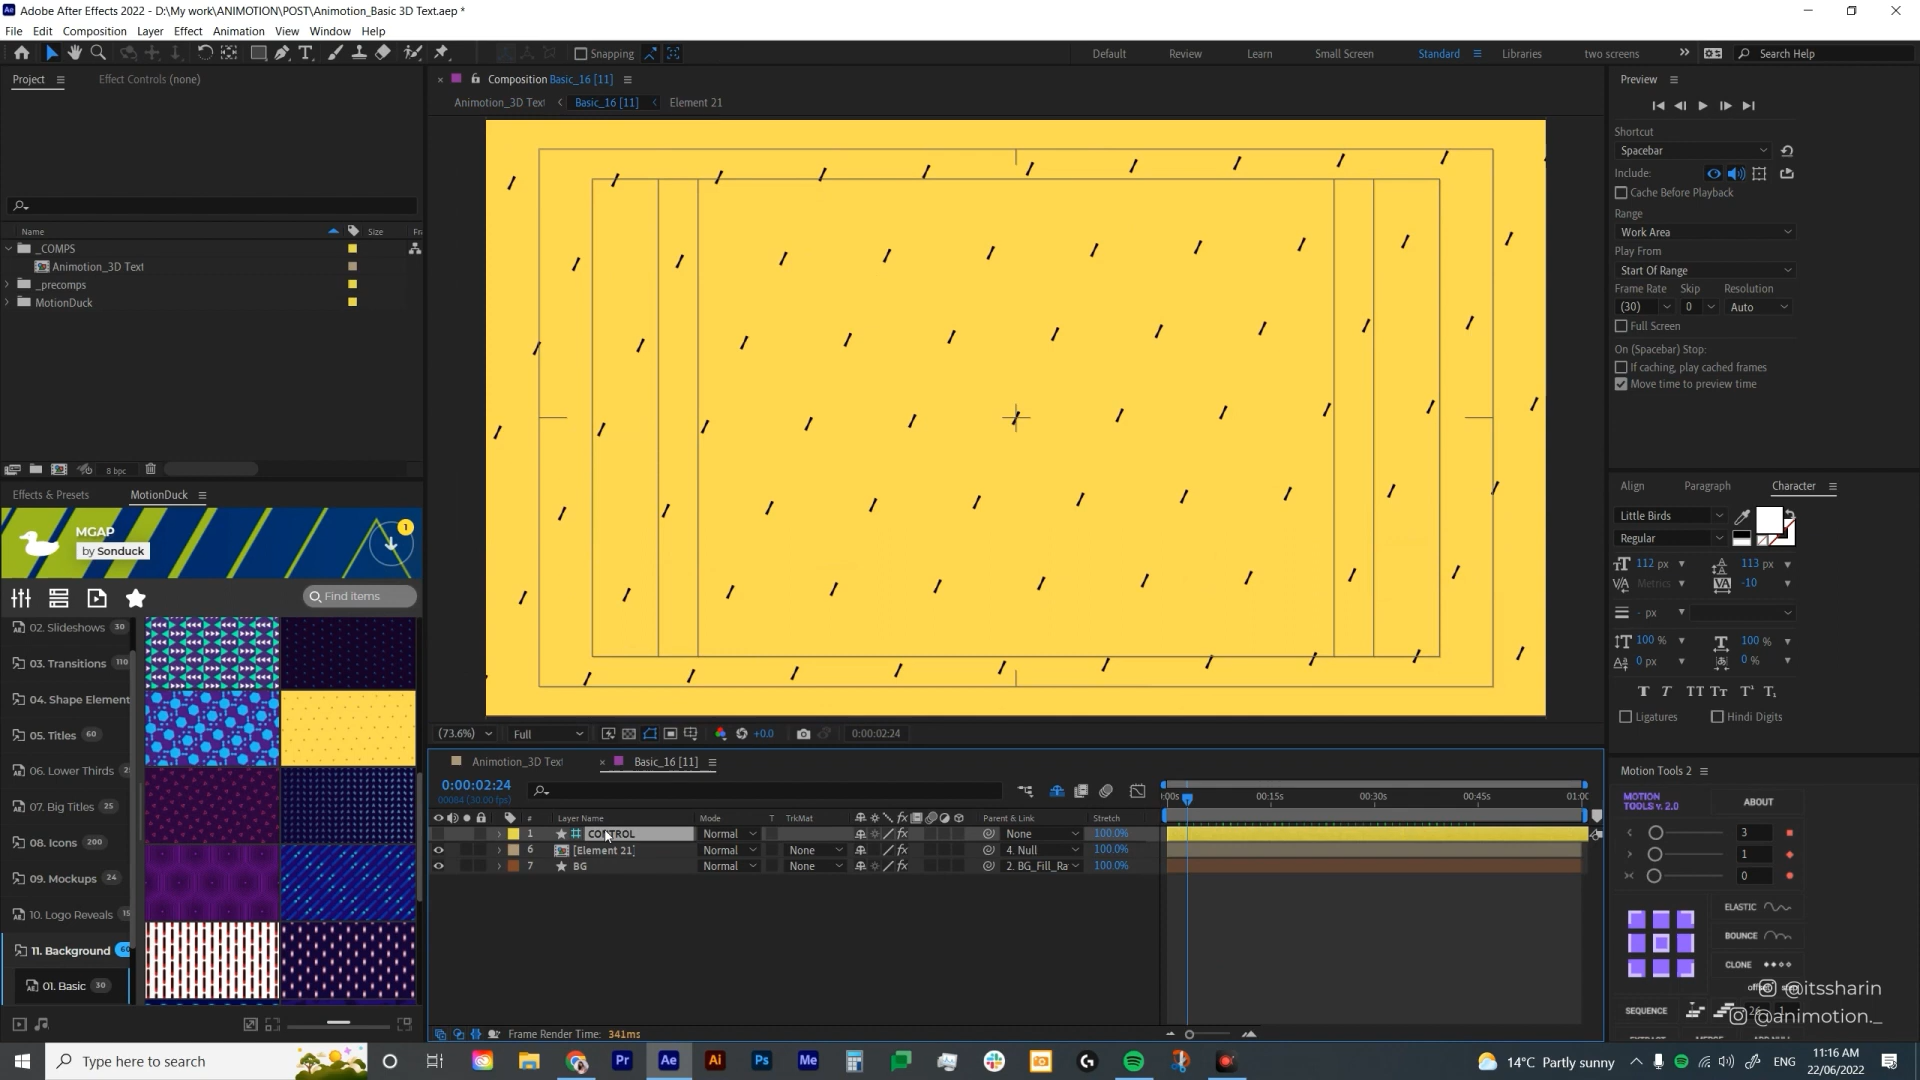 Adobe After Effects 2022 - D:\My work\ANIMOTION\POST\Animotion_Basic 3D Text.aep *
File Edit Composition Layer Effect Animation View Window Help
Snapping Default Review Learn Small Screen Standard Libraries two screens Search Help
Project Effect Controls (none)
Composition Basic_16 [11]
Animotion_3D Text Basic_16 [11] Element 21
Name Size
_COMPS
Animotion_3D Text
_precomps
MotionDuck
8 bpc
Effects & Presets MotionDuck
MGAP
by Sonduck
1
Find items
02. Slideshows 30
03. Transitions 110
04. Shape Element
05. Titles 60
06. Lower Thirds
07. Big Titles 25
08. Icons 200
09. Mockups 24
10. Logo Reveals
11. Background
01. Basic 30
(73.6%) Full +0.0 0:00:02:24
Animotion_3D Text Basic_16 [11]
0:00:02:24
00084 (30.00 fps)
# Layer Name Mode T TrkMat Parent & Link Stretch
00:15s 00:30s 00:45s
1 CONTROL Normal None 100.0%
6 [Element 21] Normal None 4. Null 100.0%
7 BG Normal None 2. BG_Fill_Ra 100.0%
Frame Render Time: 341ms
Preview
Shortcut
Spacebar
Include:
Cache Before Playback
Range
Work Area
Play From
Start Of Range
Frame Rate Skip Resolution
(30) 0 Auto
Full Screen
On (Spacebar) Stop:
If caching, play cached frames
Move time to preview time
Align Paragraph Character
Little Birds
Regular
112 px 113 px
Metrics -10
- px
100 % 100 %
0 px 0 %
Ligatures Hindi Digits
Motion Tools 2
MOTION TOOLS v. 2.0 ABOUT
3
1
0
ELASTIC
BOUNCE
CLONE
@itssharin
SEQUENCE
@animotion._
Type here to search
14°C Partly sunny ENG 11:16 AM
22/06/2022